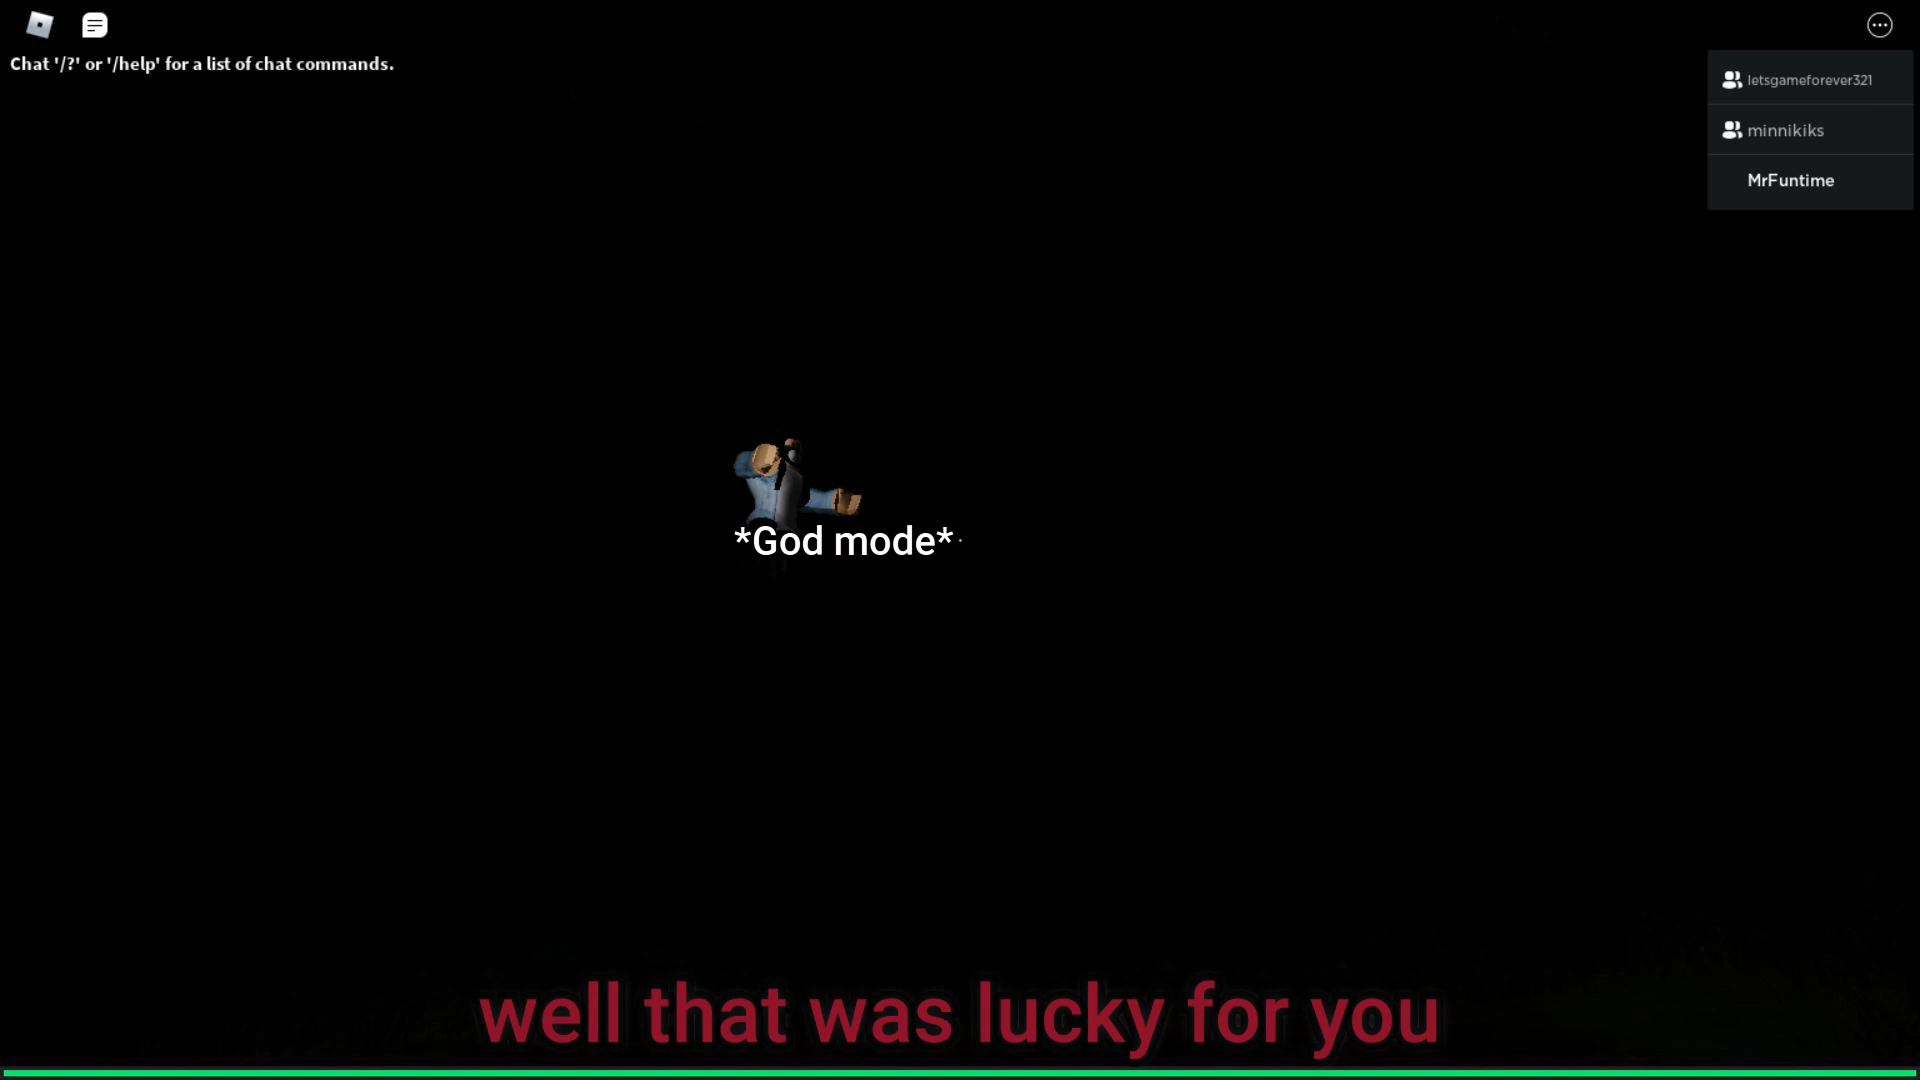 Chat '/?' or '/help' for a list of chat commands.
letsgameforever321
minnikiks
MrFuntime
*God mode*
well that was lucky for you